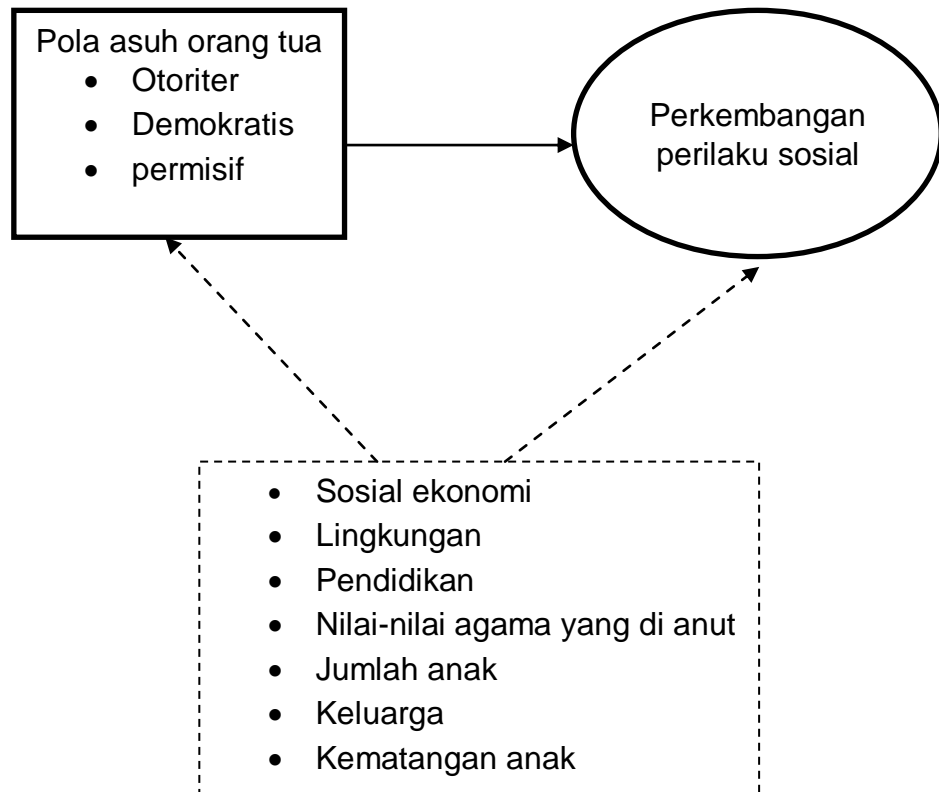 Pola asuh orang tua
• Otoriter
• Demokratis
• permisif
Perkembangan
perilaku sosial
• Sosial ekonomi
• Lingkungan
• Pendidikan
• Nilai-nilai agama yang di anut
• Jumlah anak
• Keluarga
• Kematangan anak